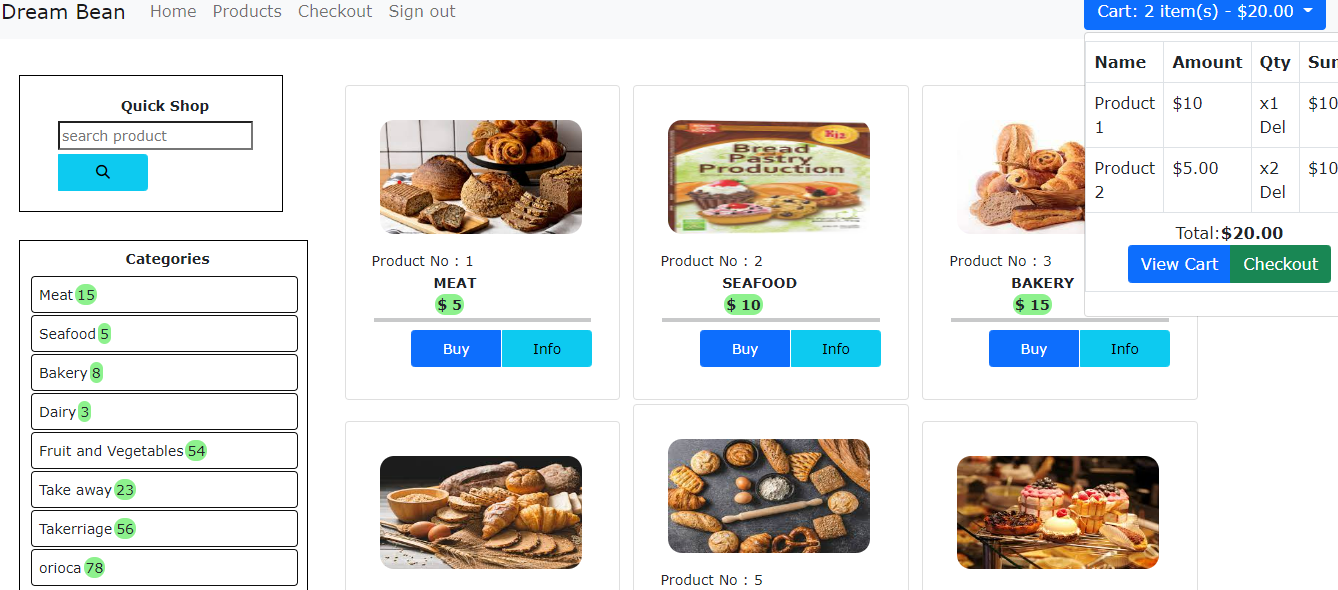 Dream Bean Home Products Checkout Sign out
Cart: 2 item(s) - $20.00
Name Amount Qty
Product 1 $10 x1 Del
Product 2 $5.00 x2 Del
Total:$20.00
View Cart Checkout
Quick Shop
search product
Categories
Meat 15
Seafood 5
Bakery 8
Dairy 3
Fruit and Vegetables 54
Take away 23
Takerriage 56
orioca 78
Product No : 1
MEAT
$ 5
Buy Info
Bread
Pastry
Production
Product No : 2
SEAFOOD
$ 10
Buy Info
Product No : 3
BAKERY
$ 15
Buy Info
Product No : 5